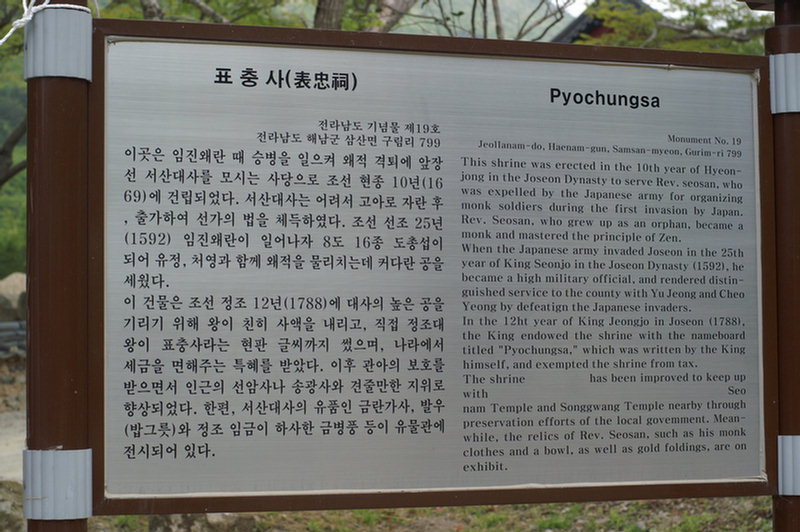 표 충 사(表忠祠)
전라남도 기념물 제19호
전라남도 해남군 삼산면 구림리 799
이곳은 임진왜란 때 승병을 일으켜 왜적 격퇴에 앞장
선 서산대사를 모시는 사당으로 조선 현종 10년(16
69)에 건립되었다. 서산대사는 어려서 고아로 자란 후
, 출가하여 선가의 법을 체득하였다. 조선 선조 25년
(1592) 임진왜란이 일어나자 8도 16종 도총섭이
되어 유정, 처영과 함께 왜적을 물리치는데 커다란 공을
세웠다.
이 건물은 조선 정조 12년(1788)에 대사의 높은 공을
기리기 위해 왕이 친히 사액을 내리고, 직접 정조대
왕이 표충사라는 현판 글씨까지 썼으며, 나라에서
세금을 면해주는 특혜를 받았다. 이후 관아의 보호를
받으면서 인근의 선암사나 송광사와 견줄만한 지위로
향상되었다. 한편, 서산대사의 유품인 금란가사, 발우
(밥그릇)와 정조 임금이 하사한 금병풍 등이 유물관에
전시되어 있다.
Pyochungsa
Monument No. 19
Jeollanam-do, Haenam-gun, Samsan-myeon, Gurim-ri 799
This shrine was erected in the 10th year of Hyeon-
jong in the Joseon Dynasty to serve Rev. seosan, who
was expelled by the Japanese army for organizing
monk soldiers during the first invasion by Japan.
Rev. Seosan, who grew up as an orphan, became a
monk and mastered the principle of Zen.
When the Japanese army invaded Joseon in the 25th
year of King Seonjo in the Joseon Dynasty (1592), he
became a high military official, and rendered distin-
guished service to the county with Yu Jeong and Cheo
Yeong by defeatign the Japanese invaders.
In the 12ht year of King Jeongjo in Joseon (1788),
the King endowed the shrine with the nameboard
titled "Pyochungsa," which was written by the King
himself, and exempted the shrine from tax.
The shrine has been improved to keep up
with Seo
nam Temple and Songgwang Temple nearby through
preservation efforts of the local govemment. Mean-
while, the relics of Rev. Seosan, such as his monk
clothes and a bowl, as well as gold foldings, are on
exhibit.